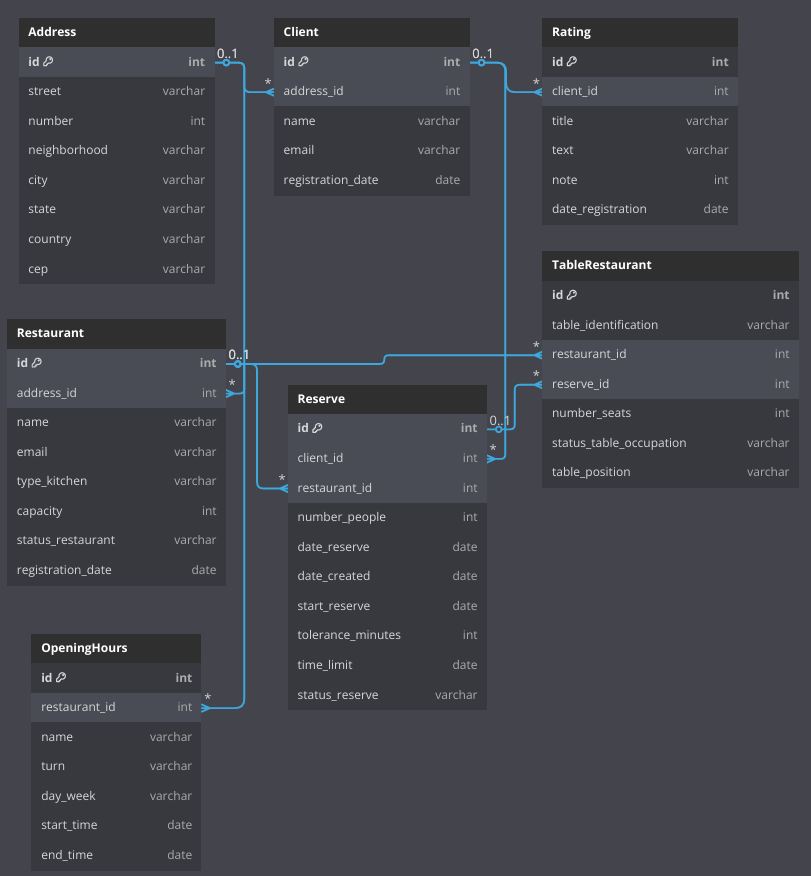 Address
id int
street varchar
number int
neighborhood varchar
city varchar
state varchar
country varchar
cep varchar
0..1
*
Client
id int
address_id int
name varchar
email varchar
registration_date date
0..1
*
Rating
id int
client_id int
title varchar
text varchar
note int
date_registration date
TableRestaurant
id int
table_identification varchar
* restaurant_id int
* reserve_id int
number_seats int
status_table_occupation varchar
table_position varchar
Restaurant
id int
0..1
address_id int
*
name varchar
email varchar
type_kitchen varchar
capacity int
status_restaurant varchar
registration_date date
Reserve
id int
0..1
client_id int
*
* restaurant_id int
number_people int
date_reserve date
date_created date
start_reserve date
tolerance_minutes int
time_limit date
status_reserve varchar
OpeningHours
id int
restaurant_id int
*
name varchar
turn varchar
day_week varchar
start_time date
end_time date